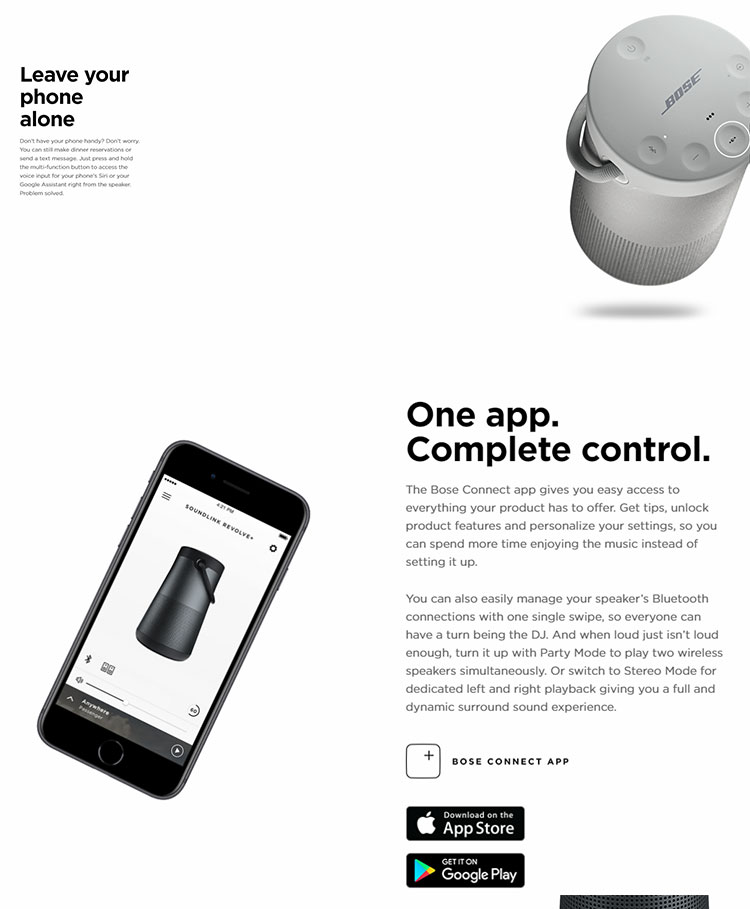 Leave your
phone
alone
Don't have your phone handy? Don't worry.
You can still make dinner reservations or
send a text message. Just press and hold
the multi-function button to access the
voice input for your phone's Siri or your
Google Assistant right from the speaker.
Problem solved.
BOSE
One app.
Complete control.
The Bose Connect app gives you easy access to
everything your product has to offer. Get tips, unlock
product features and personalize your settings, so you
can spend more time enjoying the music instead of
setting it up.
You can also easily manage your speaker's Bluetooth
connections with one single swipe, so everyone can
have a turn being the DJ. And when loud just isn't loud
enough, turn it up with Party Mode to play two wireless
speakers simultaneously. Or switch to Stereo Mode for
dedicated left and right playback giving you a full and
dynamic surround sound experience.
4:21 PM
SOUNDLINK REVOLVE+
60
Anywhere
Passenger
BOSE CONNECT APP
Download on the
App Store
GET IT ON
Google Play